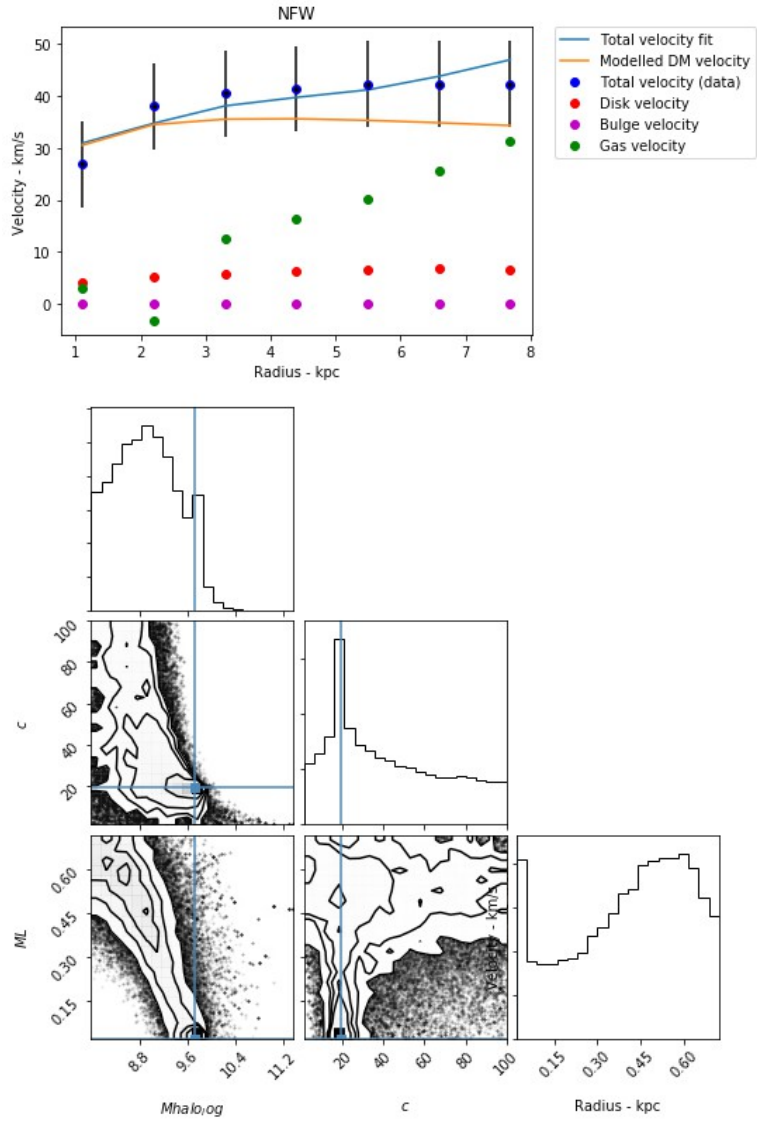 NFW
Total velocity fit
Modelled DM velocity
Total velocity (data)
Disk velocity
Bulge velocity
Gas velocity
50
40
30
20
10
0
Velocity - km/s
1 2 3 4 5 6 7 8
Radius - kpc
100
80
60
40
20
c
0.60
0.45
0.30
0.15
ML
Velocity - km/s
8.8 9.6 10.4 11.2
20 40 60 80 100
0.15 0.30 0.45 0.60
Mhalolog
c
Radius - kpc